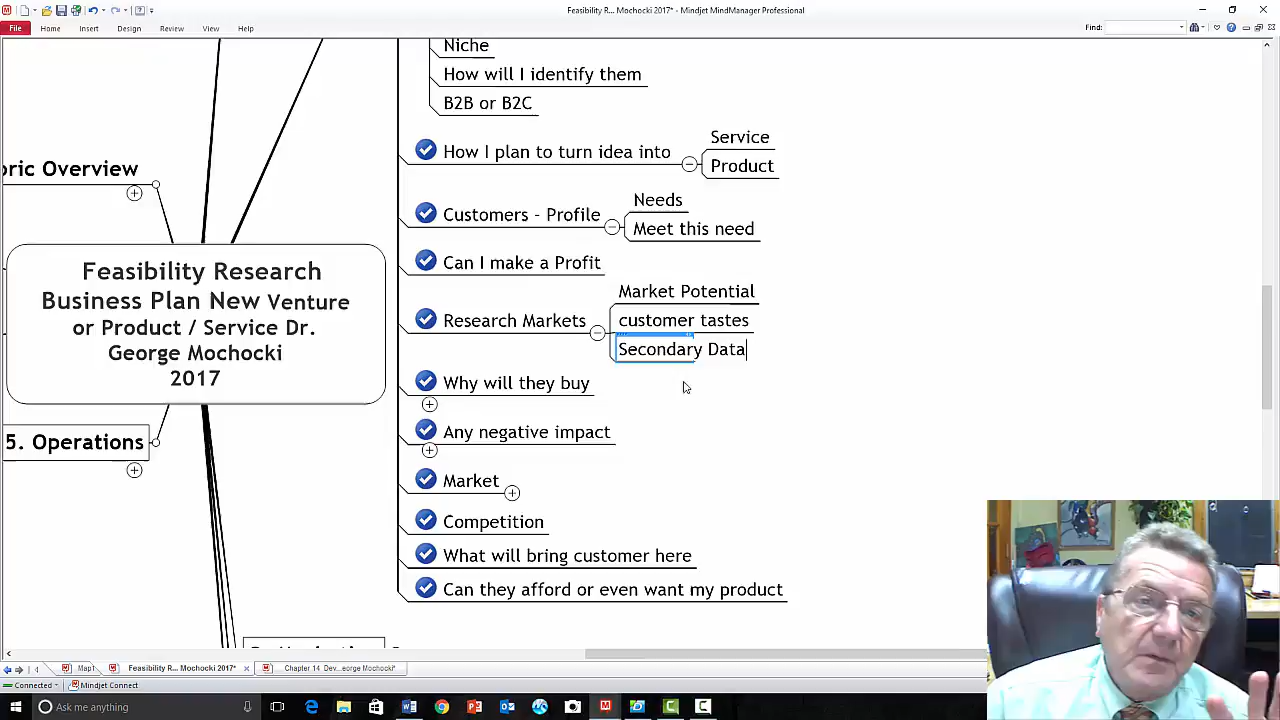 Feasibility R... Mochocki 2017* - Mindjet MindManager Professional
File Home Insert Design Review View Help
Find:
Niche
How will I identify them
B2B or B2C
How I plan to turn idea into
Service
Product
Customers - Profile
Needs
Meet this need
Can I make a Profit
Research Markets
Market Potential
customer tastes
Secondary Data
Why will they buy
Any negative impact
Market
Competition
What will bring customer here
Can they afford or even want my product
oric Overview
Feasibility Research
Business Plan New Venture
or Product / Service Dr.
George Mochocki
2017
5. Operations
Map1
Feasibility R... Mochocki 2017*
Chapter 14 Dev...eorge Mochocki*
Connected
Mindjet Connect
Ask me anything